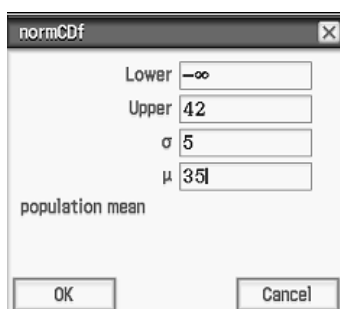 normCDf
Lower -∞
Upper 42
σ 5
μ 35
population mean
OK Cancel